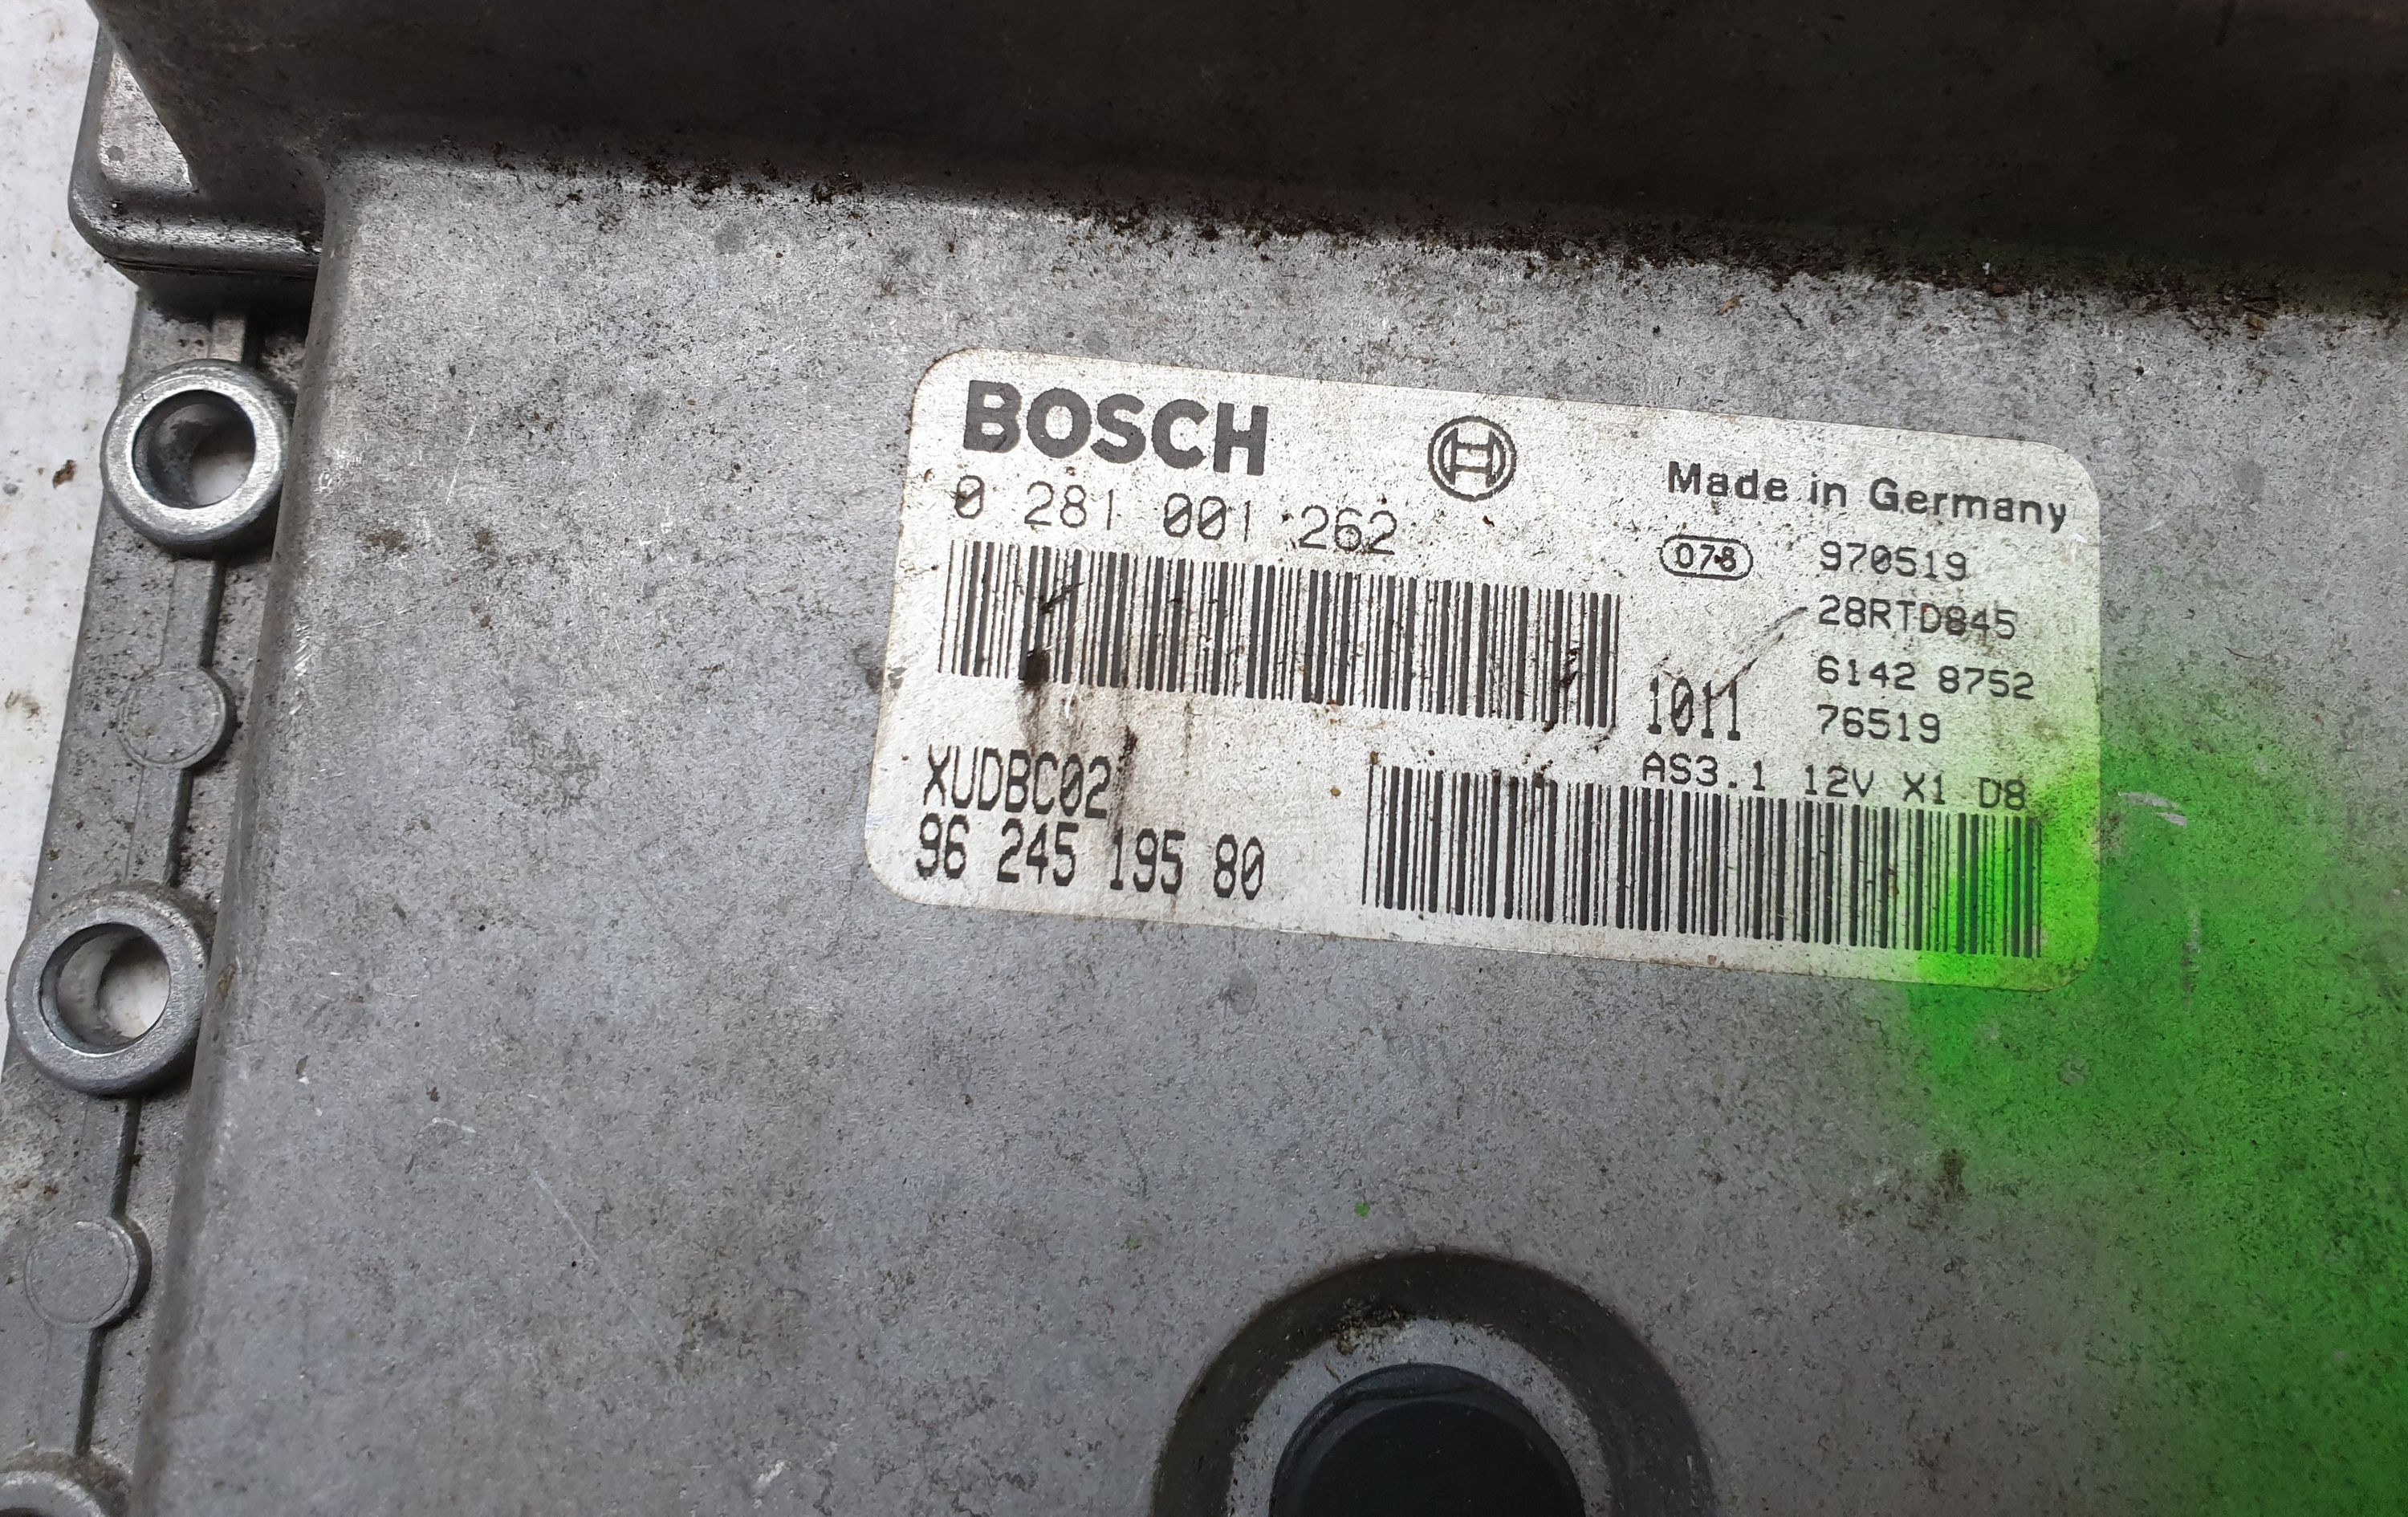 BOSCH
Made in Germany
0 281 001 262
078 970519
28RTD845
6142 8752
1011 76519
AS3.1 12V X1 D8
XUDBC02
96 245 195 80